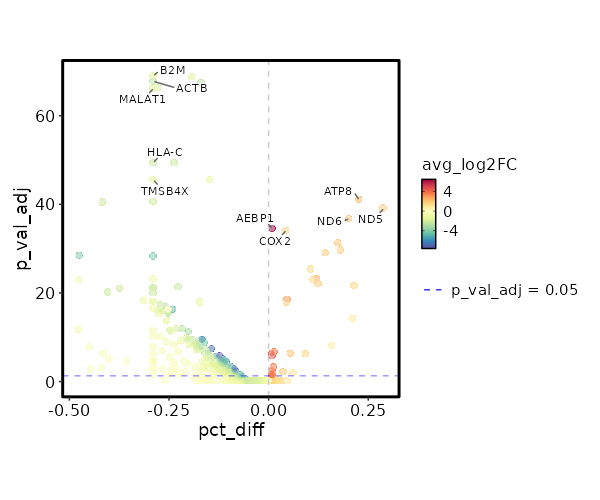 B2M
ACTB
MALAT1
HLA-C
TMSB4X
ATP8
AEBP1
ND6
ND5
COX2
60
40
20
0
p_val_adj
-0.50
-0.25
0.00
0.25
pct_diff
avg_log2FC
4
0
-4
p_val_adj = 0.05